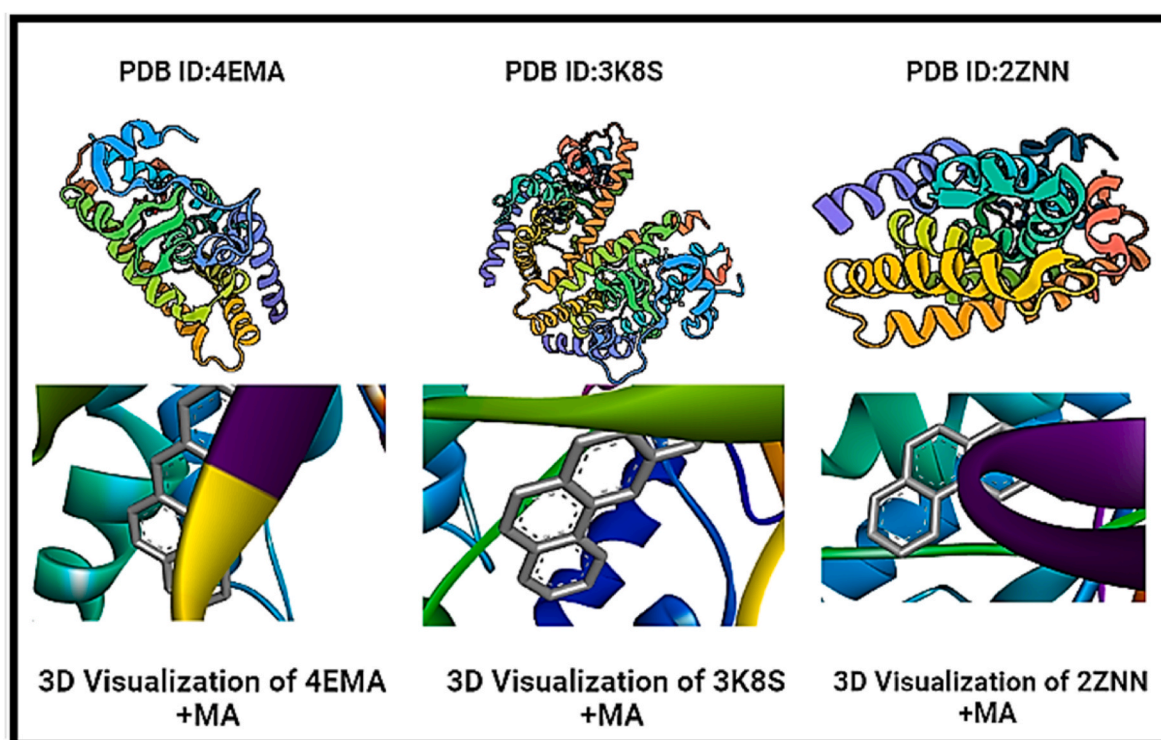 PDB ID:4EMA
PDB ID:3K8S
PDB ID:2ZNN
3D Visualization of 4EMA
+MA
3D Visualization of 3K8S
+MA
3D Visualization of 2ZNN
+MA